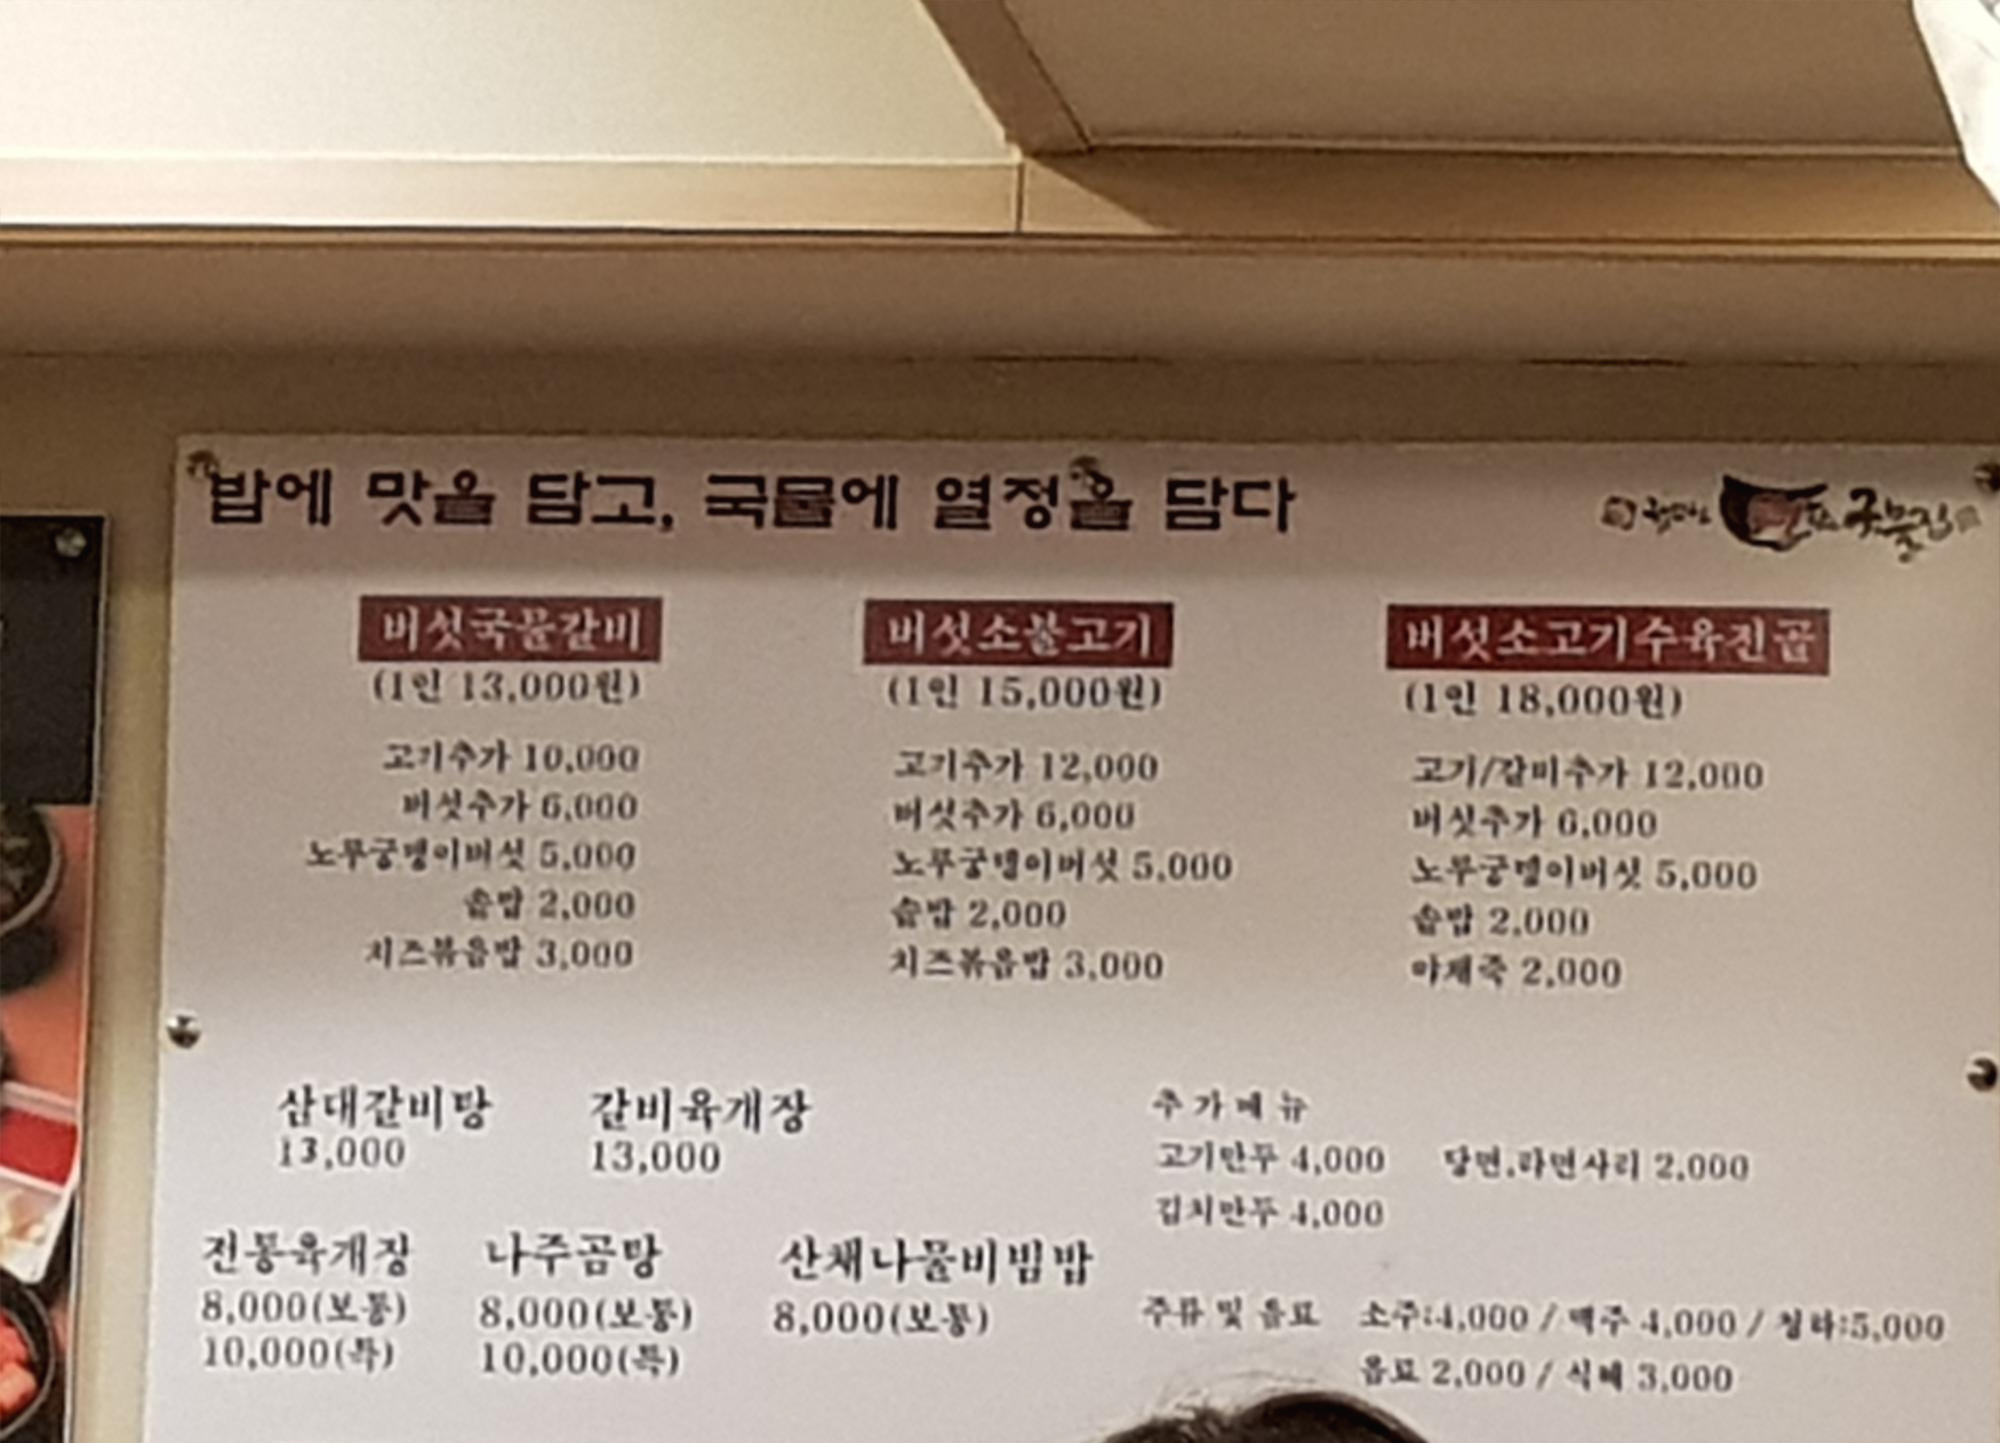 밥에 맛을 담고, 국물에 열정을 담다
국물집
버섯국물갈비
(1인 13,000원)
고기추가 10,000
버섯추가 6,000
노루궁뎅이버섯 5,000
솥밥 2,000
치즈볶음밥 3,000
버섯소불고기
(1인 15,000원)
고기추가 12,000
버섯추가 6,000
노루궁뎅이버섯 5,000
솥밥 2,000
치즈볶음밥 3,000
버섯소고기수육전골
(1인 18,000원)
고기/갈비추가 12,000
버섯추가 6,000
노루궁뎅이버섯 5,000
솥밥 2,000
야채죽 2,000
삼대갈비탕
13,000
갈비육개장
13,000
전통육개장
8,000(보통)
10,000(특)
나주곰탕
8,000(보통)
10,000(특)
산채나물비빔밥
8,000(보통)
추가메뉴
고기만두 4,000 당면,라면사리 2,000
김치만두 4,000
주류 및 음료 소주:4,000 / 맥주 4,000 / 청하:5,000
음료 2,000 / 식혜 3,000